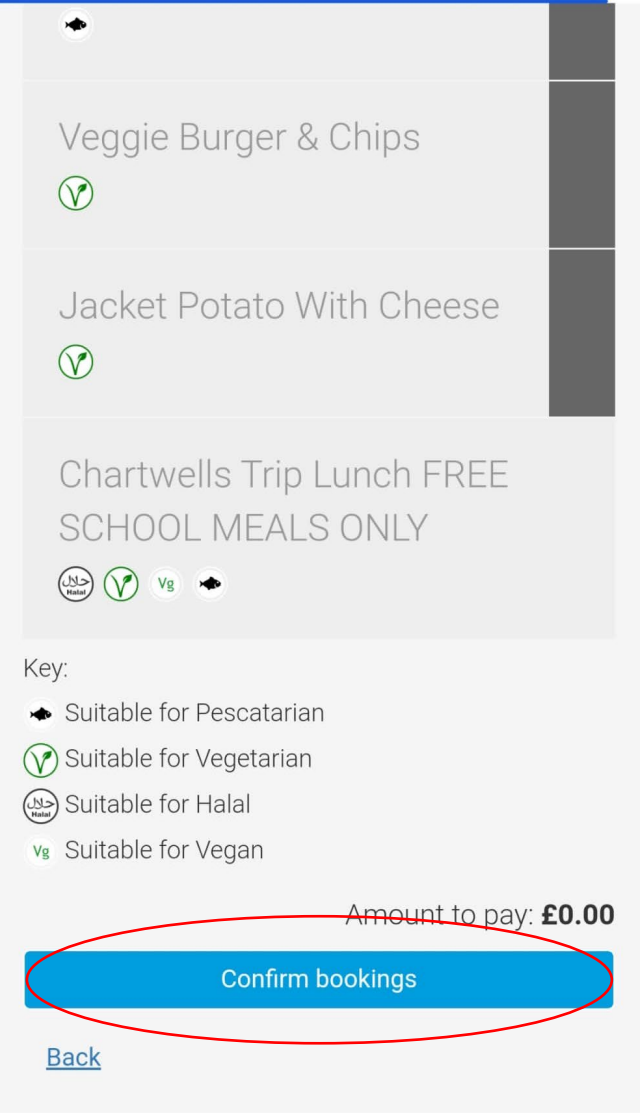 Veggie Burger & Chips
Jacket Potato With Cheese
Chartwells Trip Lunch FREE
SCHOOL MEALS ONLY
حلال
Halal
Vg
Key:
Suitable for Pescatarian
Suitable for Vegetarian
حلال
Halal
Suitable for Halal
Vg Suitable for Vegan
Amount to pay: £0.00
Confirm bookings
Back